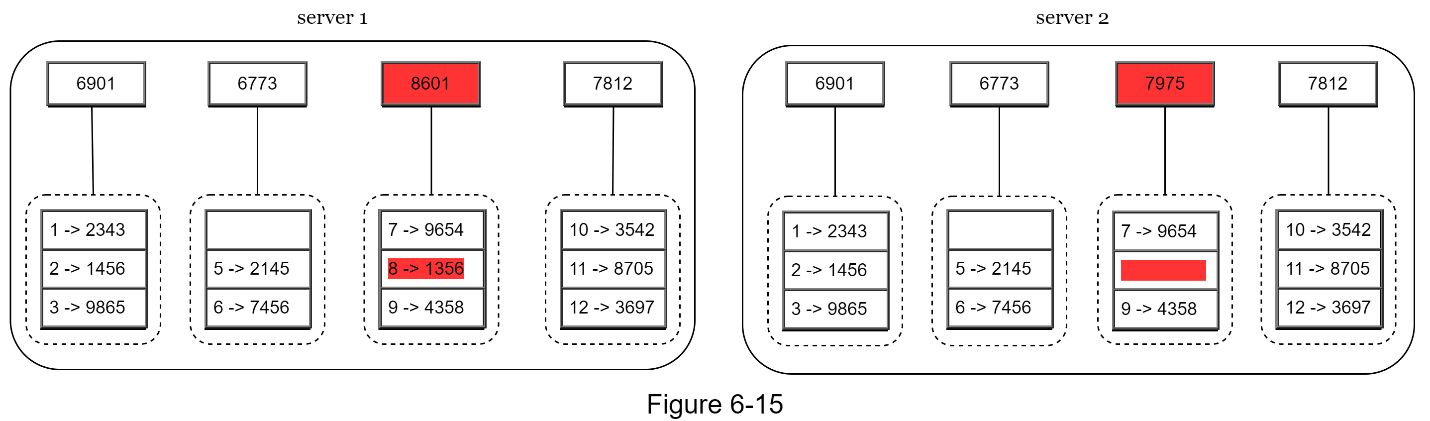 server 1
6901
6773
8601
7812
1 -> 2343
2 -> 1456
3 -> 9865
5 -> 2145
6 -> 7456
7 -> 9654
8 -> 1356
9 -> 4358
10 -> 3542
11 -> 8705
12 -> 3697
server 2
6901
6773
7975
7812
1 -> 2343
2 -> 1456
3 -> 9865
5 -> 2145
6 -> 7456
7 -> 9654
9 -> 4358
10 -> 3542
11 -> 8705
12 -> 3697
Figure 6-15